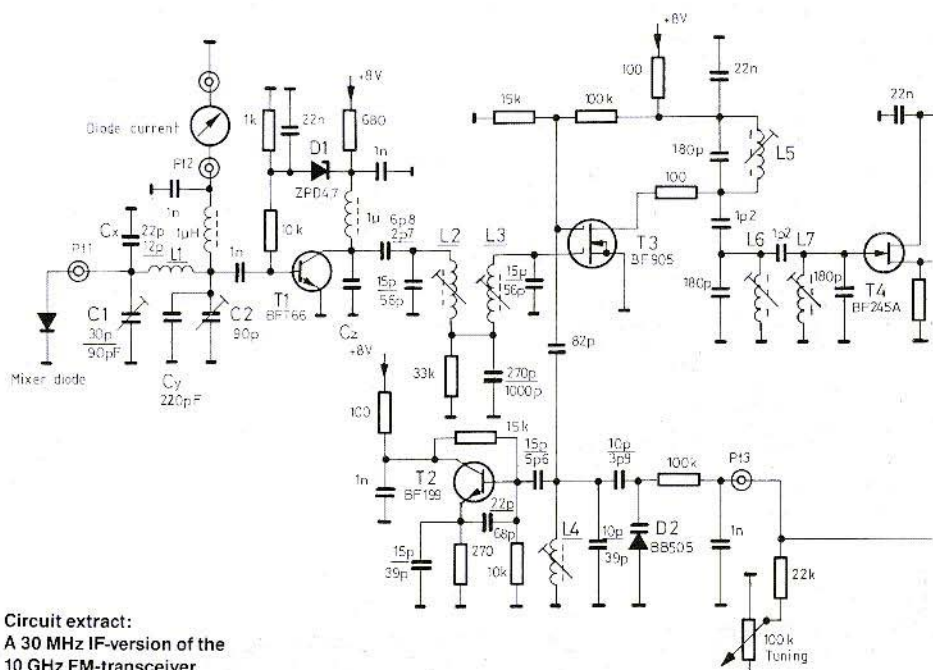 +8V
100
22n
15k
100k
22n
Diode current
+8V
1k
22n
680
D1
ZPD4,7
1n
180p
L5
Pt2
1n
1µH
10k
1µ
100
T3
BF905
1p2
Cx
22p
12p
L1
Pt1
1n
6p8
2p7
L2
L3
L6
1p2
L7
T1
BFT66
15p
56p
15p
56p
180p
180p
T4
BF245A
C1
30p
90pF
C2
90p
Cz
82p
Mixer diode
Cy
220pF
+8V
33k
270p
1000p
100
15k
15p
5p6
10p
3p9
100k
Pt3
T2
BF199
1n
22p
68p
L4
10p
39p
D2
BB505
1n
15p
39p
270
10k
22k
100k
Tuning
Circuit extract:
A 30 MHz IF-version of the
10 GHz FM-transceiver